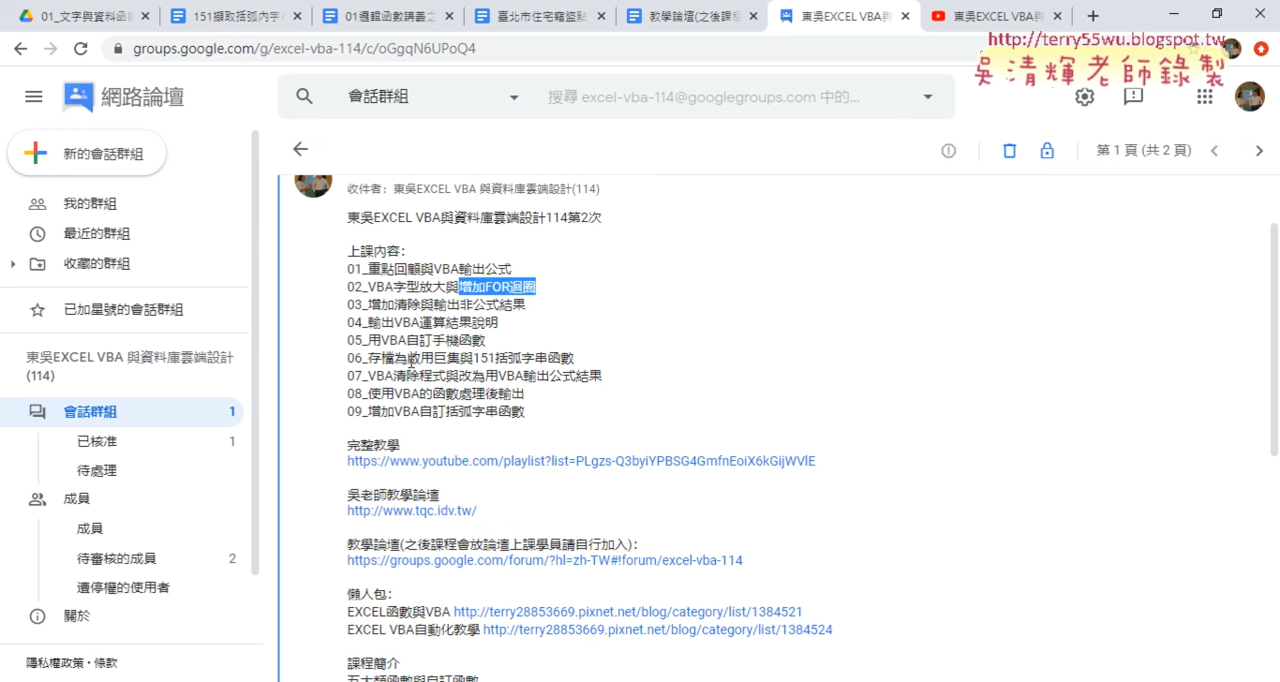 01_文字與資料函
151擷取括弧內字
01邏輯函數講義之
臺北市住宅竊盜點
教學論壇(之後課程
東吳EXCEL VBA與
東吳EXCEL VBA與
groups.google.com/g/excel-vba-114/c/oGgqN6UPoQ4
http://terry55wu.blogspot.tw
吳清輝老師錄製
網路論壇
會話群組
搜尋 excel-vba-114@googlegroups.com 中的...
新的會話群組
第 1 頁 (共 2 頁)
我的群組
最近的群組
收藏的群組
已加星號的會話群組
東吳EXCEL VBA 與資料庫雲端設計
(114)
會話群組 1
已核准 1
待處理
成員
成員
待審核的成員 2
遭停權的使用者
關於
隱私權政策 • 條款
收件者: 東吳EXCEL VBA 與資料庫雲端設計(114)
東吳EXCEL VBA與資料庫雲端設計114第2次
上課內容:
01_重點回顧與VBA輸出公式
02_VBA字型放大與增加FOR迴圈
03_增加清除與輸出非公式結果
04_輸出VBA運算結果說明
05_用VBA自訂手機函數
06_存檔為啟用巨集與151括弧字串函數
07_VBA清除程式與改為用VBA輸出公式結果
08_使用VBA的函數處理後輸出
09_增加VBA自訂括弧字串函數
完整教學
https://www.youtube.com/playlist?list=PLgzs-Q3byiYPBSG4GmfnEoiX6kGijWVlE
吳老師教學論壇
http://www.tqc.idv.tw/
教學論壇(之後課程會放論壇上課學員請自行加入):
https://groups.google.com/forum/?hl=zh-TW#!forum/excel-vba-114
懶人包:
EXCEL函數與VBA http://terry28853669.pixnet.net/blog/category/list/1384521
EXCEL VBA自動化教學 http://terry28853669.pixnet.net/blog/category/list/1384524
課程簡介
五大類函數與自訂函數